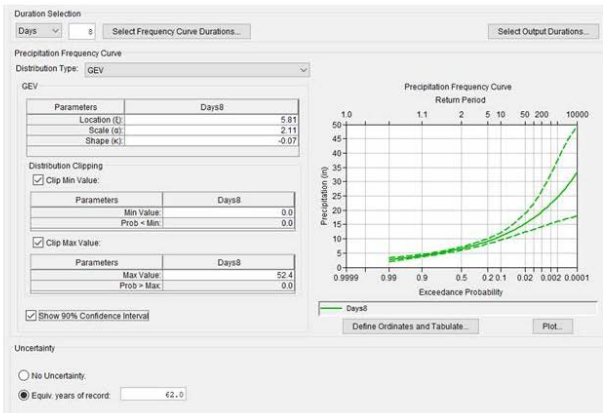 Duration Selection
Days 8 Select Frequency Curve Durations... Select Output Durations...
Precipitation Frequency Curve
Distribution Type: GEV
GEV
Parameters Days8
Location (ξ): 5.81
Scale (α): 2.11
Shape (κ): -0.07
Distribution Clipping
Clip Min Value:
Parameters Days8
Min Value: 0.0
Prob < Min: 0.0
Clip Max Value:
Parameters Days8
Max Value: 52.4
Prob > Max: 0.0
Show 90% Confidence Interval
Precipitation Frequency Curve
Return Period
1.0 1.1 2 5 10 50 200 10000
Precipitation (in)
50
45
40
35
30
25
20
15
10
5
0
0.9999 0.99 0.9 0.5 0.2 0.1 0.02 0.002 0.0001
Exceedance Probability
Days8
Define Ordinates and Tabulate... Plot...
Uncertainty
No Uncertainty.
Equiv. years of record: 62.0